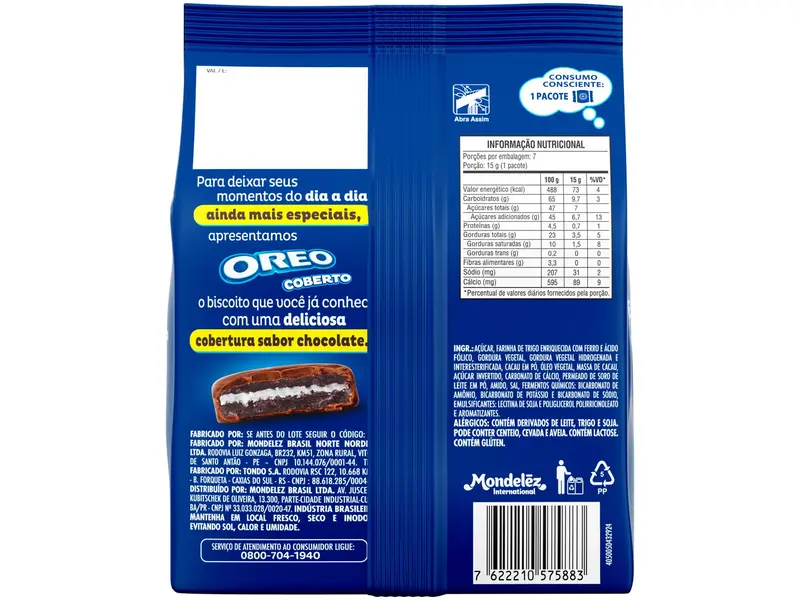 VAL / L:
Para deixar seus
momentos do dia a dia
ainda mais especiais,
apresentamos
OREO
COBERTO
o biscoito que você já conhec
com uma deliciosa
cobertura sabor chocolate.
FABRICADO POR: SE ANTES DO LOTE SEGUIR O CÓDIGO:
FABRICADO POR: MONDELEZ BRASIL NORTE NORDE
LTDA. RODOVIA LUIZ GONZAGA, BR232, KM51, ZONA RURAL, VIT
DE SANTO ANTÃO - PE - CNPJ 10.144.076/0001-44.
FABRICADO POR: TONDO S.A. RODOVIA RSC 122, 10.668 K
- B. FORQUETA - CAXIAS DO SUL - RS - CNPJ: 88.618.285/0004
DISTRIBUÍDO POR: MONDELEZ BRASIL LTDA. AV. JUSCE
KUBITSCHEK DE OLIVEIRA, 13.300, PARTE-CIDADE INDUSTRIAL-CU
BA/PR- CNPJ Nº 33.033.028/0020-47. INDÚSTRIA BRASILEI
MANTENHA EM LOCAL FRESCO, SECO E INODO
EVITANDO SOL, CALOR E UMIDADE.
SERVIÇO DE ATENDIMENTO AO CONSUMIDOR LIGUE:
0800-704-1940
Abra Assim
CONSUMO
CONSCIENTE:
1 PACOTE
INFORMAÇÃO NUTRICIONAL
Porções por embalagem: 7
Porção: 15 g (1 pacote)
100 g 15 g %VD*
Valor energético (kcal) 488 73 4
Carboidratos (g) 65 9,7 3
Açúcares totais (g) 47 7
Açúcares adicionados (g) 45 6,7 13
Proteínas (g) 4,5 0,7 1
Gorduras totais (g) 23 3,5 5
Gorduras saturadas (g) 10 1,5 8
Gorduras trans (g) 0,2 0 0
Fibras alimentares (g) 3,3 0 0
Sódio (mg) 207 31 2
Cálcio (mg) 595 89 9
*Percentual de valores diários fornecidos pela porção.
INGR.: AÇÚCAR, FARINHA DE TRIGO ENRIQUECIDA COM FERRO E ÁCIDO
FÓLICO, GORDURA VEGETAL, GORDURA VEGETAL HIDROGENADA E
INTERESTERIFICADA, CACAU EM PÓ, ÓLEO VEGETAL, MASSA DE CACAU,
AÇÚCAR INVERTIDO, CARBONATO DE CÁLCIO, PERMEADO DE SORO DE
LEITE EM PÓ, AMIDO, SAL, FERMENTOS QUÍMICOS: BICARBONATO DE
AMÔNIO, BICARBONATO DE POTÁSSIO E BICARBONATO DE SÓDIO,
EMULSIFICANTES: LECITINA DE SOJA E POLIGLICEROL POLIRRICINOLEATO
E AROMATIZANTES.
ALÉRGICOS: CONTÉM DERIVADOS DE LEITE, TRIGO E SOJA.
PODE CONTER CENTEIO, CEVADA E AVEIA. CONTÉM LACTOSE.
CONTÉM GLÚTEN.
Mondelēz
International
5
PP
7 622210 575883
4050050432924